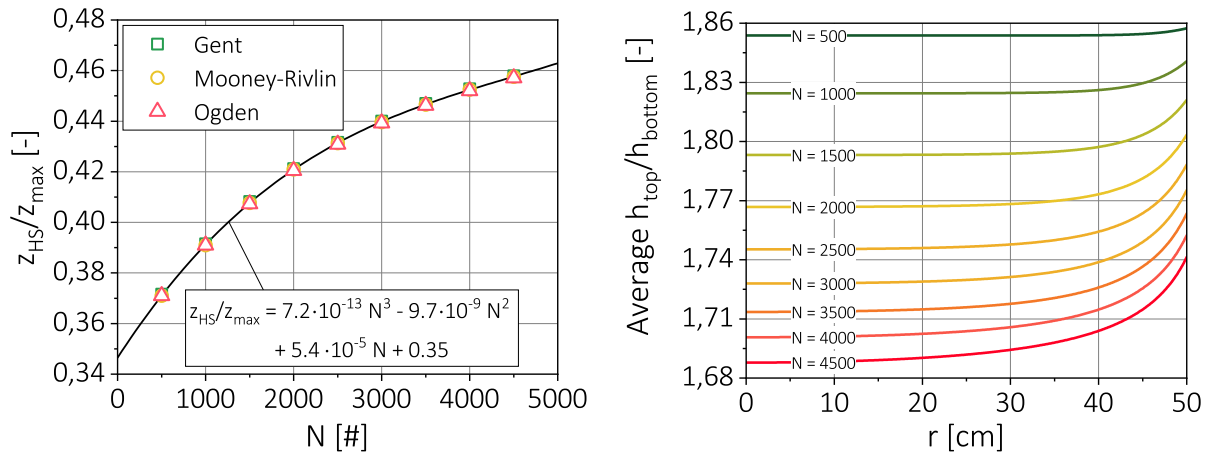 0,48
0,46
0,44
0,42
0,40
0,38
0,36
0,34
z_HS/z_max [-]
Gent
Mooney-Rivlin
Ogden
z_HS/z_max = 7.2·10^-13 N^3 - 9.7·10^-9 N^2
+ 5.4·10^-5 N + 0.35
0 1000 2000 3000 4000 5000
N [#]
1,86
1,83
1,80
1,77
1,74
1,71
1,68
Average h_top/h_bottom [-]
N = 500
N = 1000
N = 1500
N = 2000
N = 2500
N = 3000
N = 3500
N = 4000
N = 4500
0 10 20 30 40 50
r [cm]